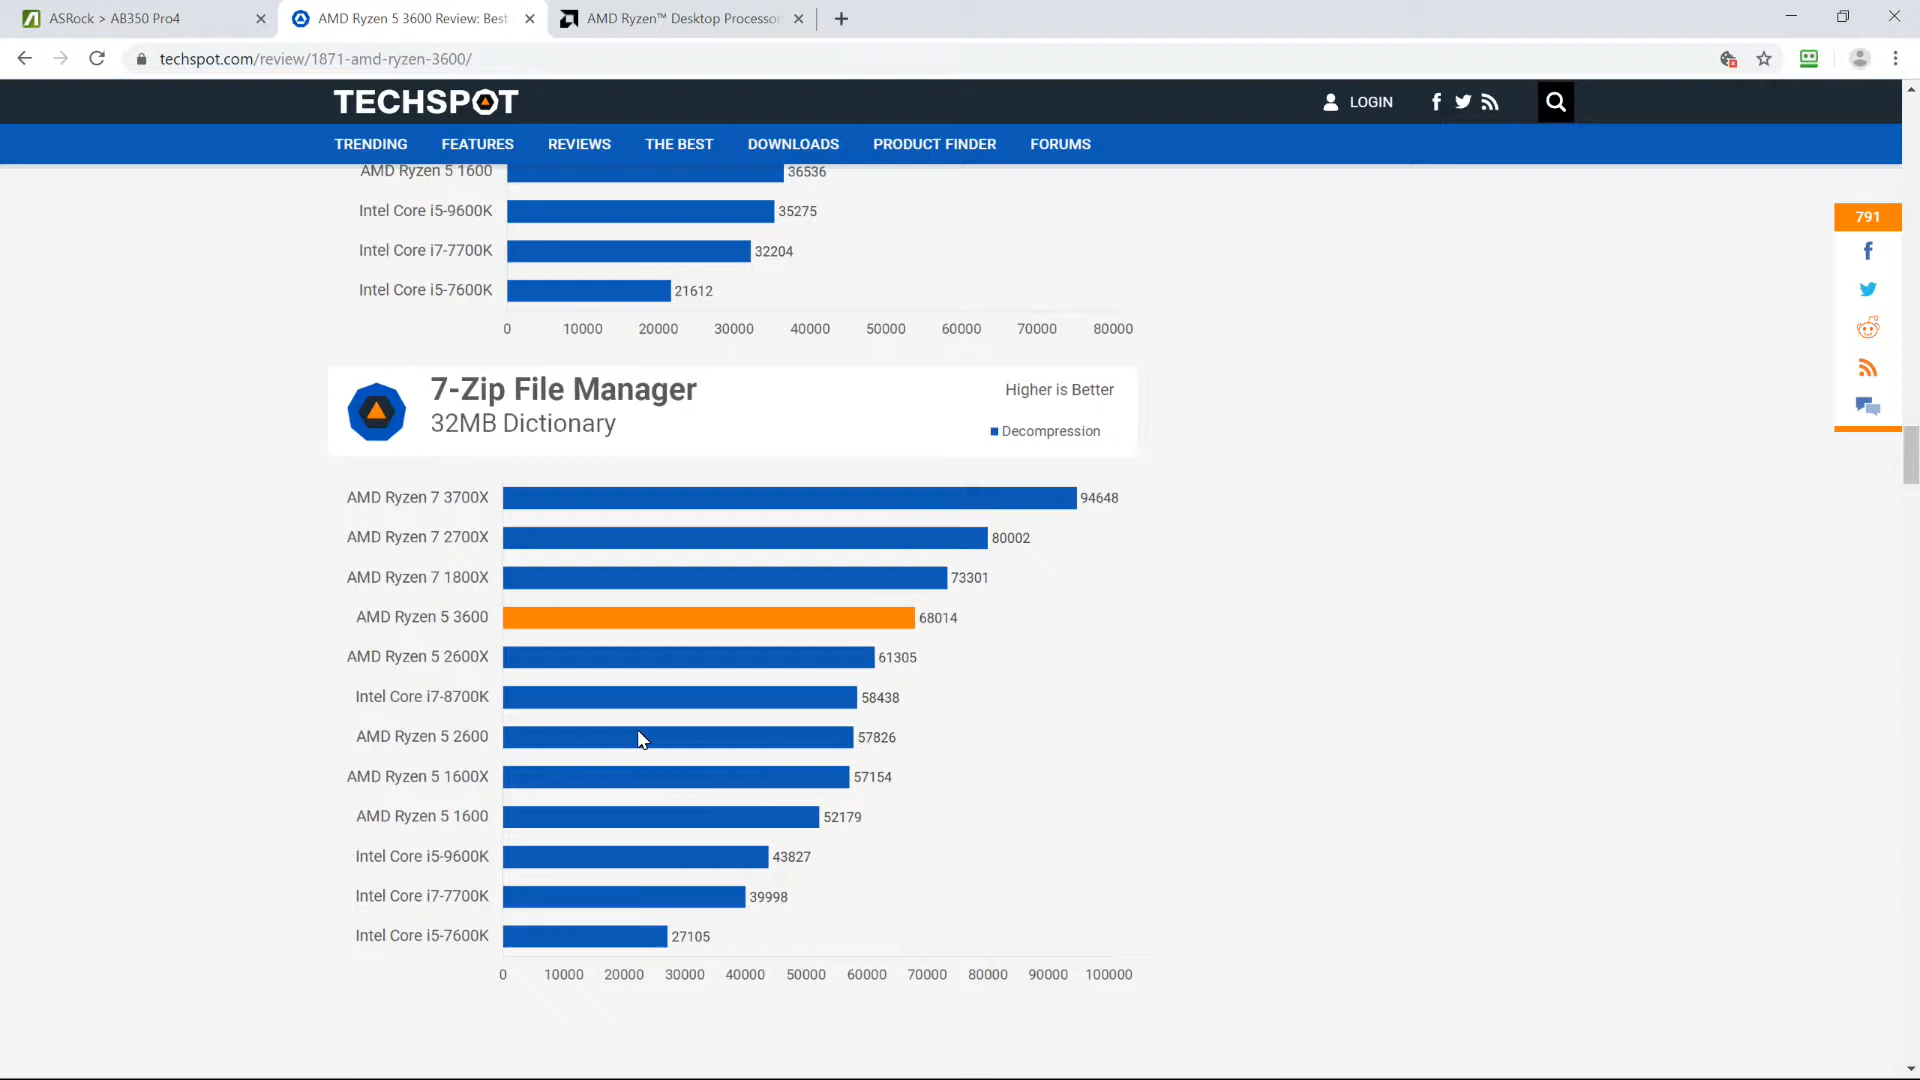 ASRock > AB350 Pro4
AMD Ryzen 5 3600 Review: Best
AMD Ryzen™ Desktop Processor
techspot.com/review/1871-amd-ryzen-3600/
TECHSPOT
LOGIN
TRENDING FEATURES REVIEWS THE BEST DOWNLOADS PRODUCT FINDER FORUMS
AMD Ryzen 5 1600 36536
Intel Core i5-9600K 35275
Intel Core i7-7700K 32204
Intel Core i5-7600K 21612
0 10000 20000 30000 40000 50000 60000 70000 80000
791
7-Zip File Manager
32MB Dictionary
Higher is Better
Decompression
AMD Ryzen 7 3700X 94648
AMD Ryzen 7 2700X 80002
AMD Ryzen 7 1800X 73301
AMD Ryzen 5 3600 68014
AMD Ryzen 5 2600X 61305
Intel Core i7-8700K 58438
AMD Ryzen 5 2600 57826
AMD Ryzen 5 1600X 57154
AMD Ryzen 5 1600 52179
Intel Core i5-9600K 43827
Intel Core i7-7700K 39998
Intel Core i5-7600K 27105
0 10000 20000 30000 40000 50000 60000 70000 80000 90000 100000